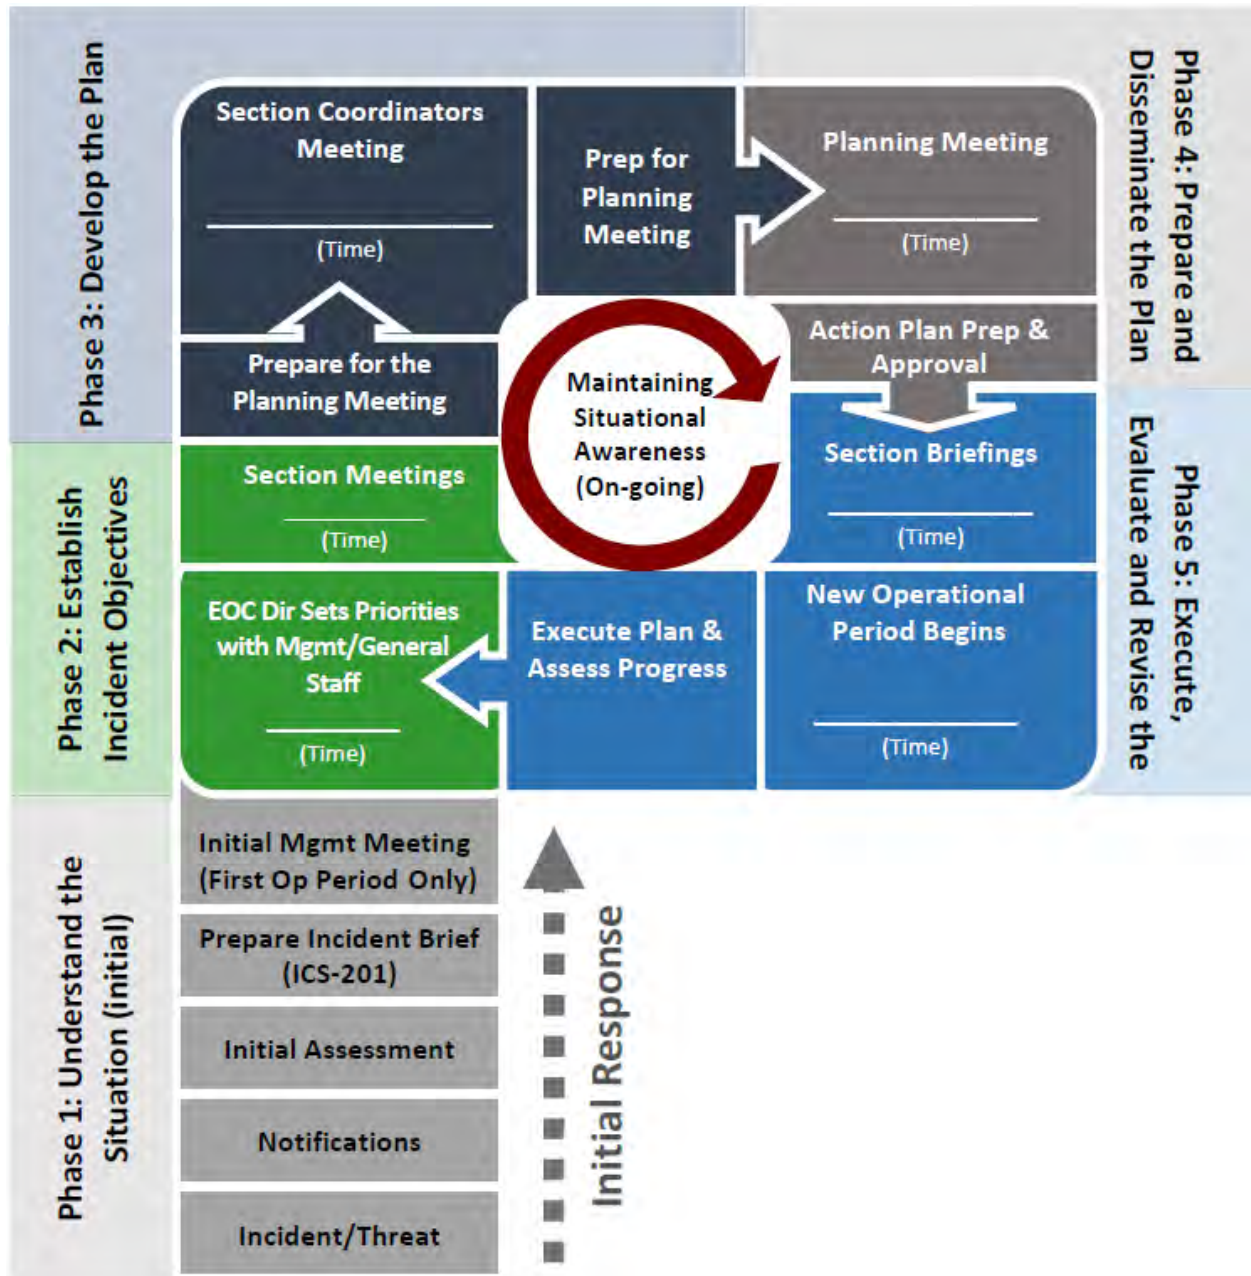 Phase 3: Develop the Plan
Section Coordinators
Meeting
(Time)
Prep for
Planning
Meeting
Planning Meeting
(Time)
Phase 4: Prepare and
Disseminate the Plan
Prepare for the
Planning Meeting
Maintaining
Situational
Awareness
(On-going)
Action Plan Prep &
Approval
Phase 2: Establish
Incident Objectives
Section Meetings
(Time)
Section Briefings
(Time)
Phase 5: Execute,
Evaluate and Revise the
EOC Dir Sets Priorities
with Mgmt/General
Staff
(Time)
Execute Plan &
Assess Progress
New Operational
Period Begins
(Time)
Phase 1: Understand the
Situation (initial)
Initial Mgmt Meeting
(First Op Period Only)
Prepare Incident Brief
(ICS-201)
Initial Assessment
Notifications
Incident/Threat
Initial Response